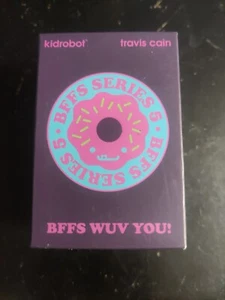 kidrobot® travis cain
BFFS SERIES 5 · BFFS SERIES 5 ·
BFFS WUV YOU!